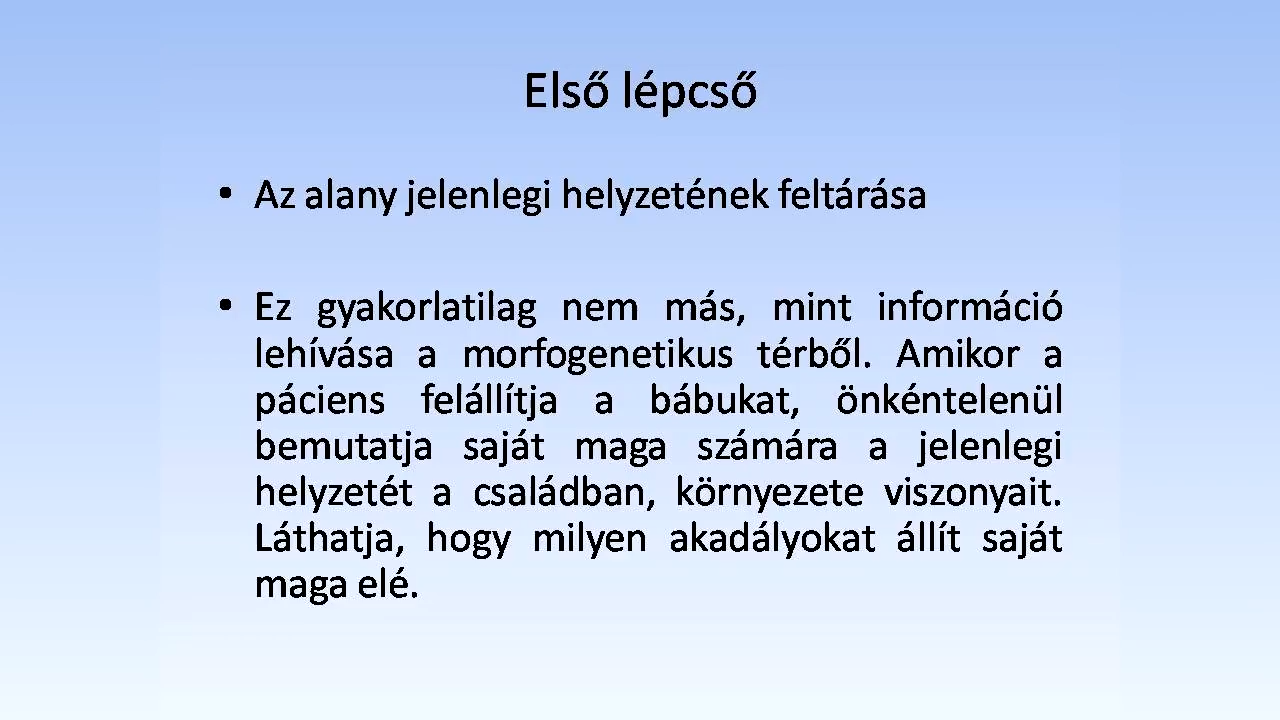 Első lépcső
• Az alany jelenlegi helyzetének feltárása
• Ez gyakorlatilag nem más, mint információ
lehívása a morfogenetikus térből. Amikor a
páciens felállítja a bábukat, önkéntelenül
bemutatja saját maga számára a jelenlegi
helyzetét a családban, környezete viszonyait.
Láthatja, hogy milyen akadályokat állít saját
maga elé.